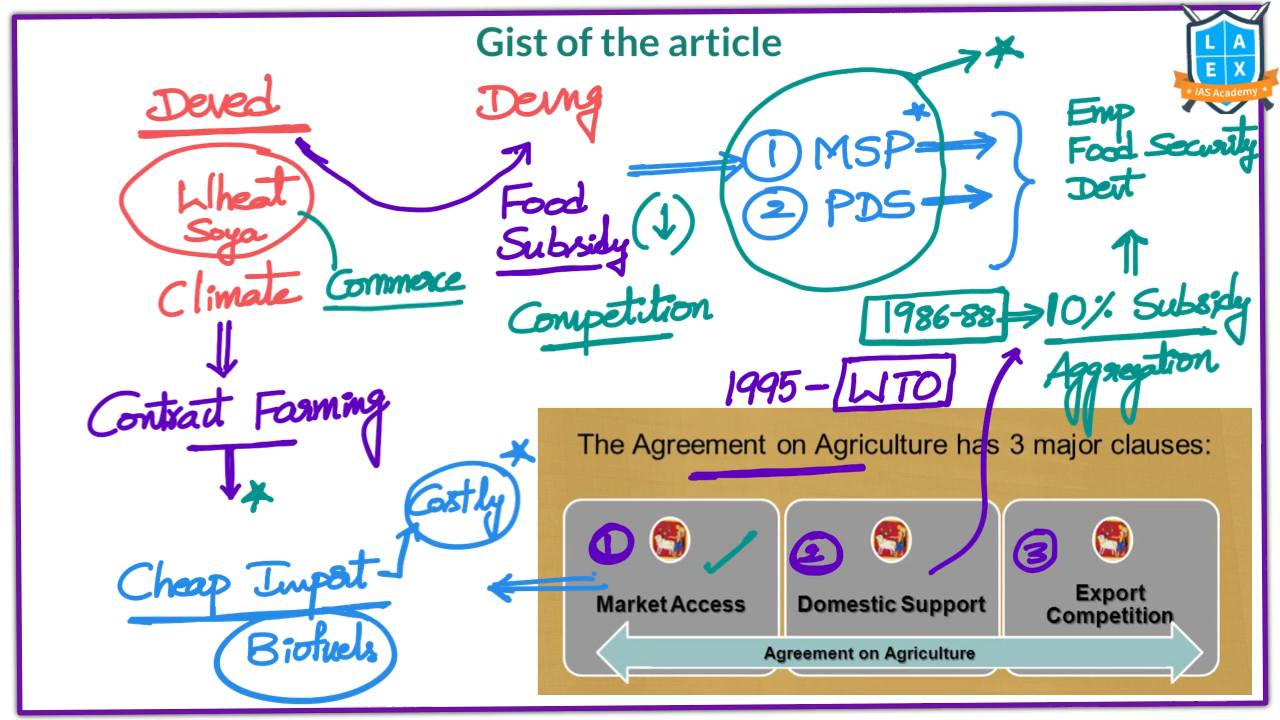 Gist of the article
L A
E X
IAS Academy
Deved
Wheat
Soya
Climate
Commerce
Contract Farming
Cheap Import
Costly
Biofuels
Devng
Food
Subsidy
(↓)
Competition
1 MSP
2 PDS
Emp
Food Security
Devt
1986-88
10% Subsidy
Aggregation
1995 - WTO
The Agreement on Agriculture has 3 major clauses:
1
Market Access
2
Domestic Support
3
Export
Competition
Agreement on Agriculture